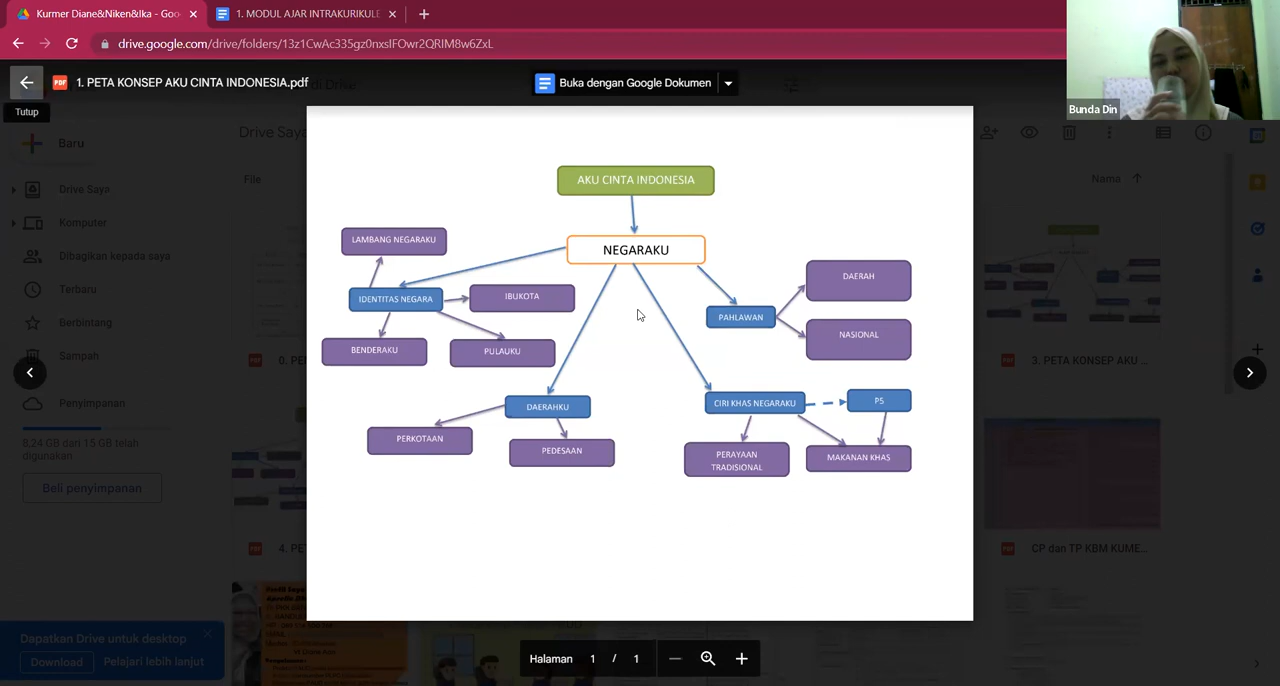 Kurmer Diane&Niken&Ika - Goo
1. MODUL AJAR INTRAKURIKULE
drive.google.com/drive/folders/13z1CwAc335gz0nxsIFOwr2QRIM8w6ZxL
PDF
1. PETA KONSEP AKU CINTA INDONESIA.pdf
Buka dengan Google Dokumen
Tutup
Bunda Din
Drive Saya
Baru
File
Nama
Drive Saya
Komputer
Dibagikan kepada saya
Terbaru
Berbintang
Sampah
Penyimpanan
8.24 GB dari 15 GB telah
digunakan
Beli penyimpanan
AKU CINTA INDONESIA
NEGARAKU
LAMBANG NEGARAKU
IDENTITAS NEGARA
IBUKOTA
BENDERAKU
PULAUKU
PAHLAWAN
DAERAH
NASIONAL
DAERAHKU
PERKOTAAN
PEDESAAN
CIRI KHAS NEGARAKU
P5
PERAYAAN
TRADISIONAL
MAKANAN KHAS
3. PETA KONSEP AKU ...
CP dan TP KBM KUME...
Dapatkan Drive untuk desktop
Download
Pelajari lebih lanjut
Halaman 1 / 1